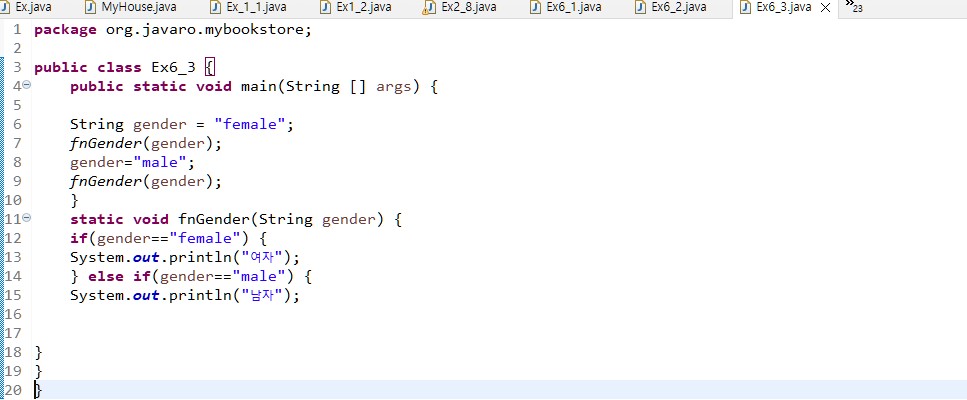 Ex.java MyHouse.java Ex_1_1.java Ex1_2.java Ex2_8.java Ex6_1.java Ex6_2.java Ex6_3.java 23
1 package org.javaro.mybookstore;
2
3 public class Ex6_3 {
4 public static void main(String [] args) {
5
6 String gender = "female";
7 fnGender(gender);
8 gender="male";
9 fnGender(gender);
10 }
11 static void fnGender(String gender) {
12 if(gender=="female") {
13 System.out.println("여자");
14 } else if(gender=="male") {
15 System.out.println("남자");
16
17
18 }
19 }
20 }